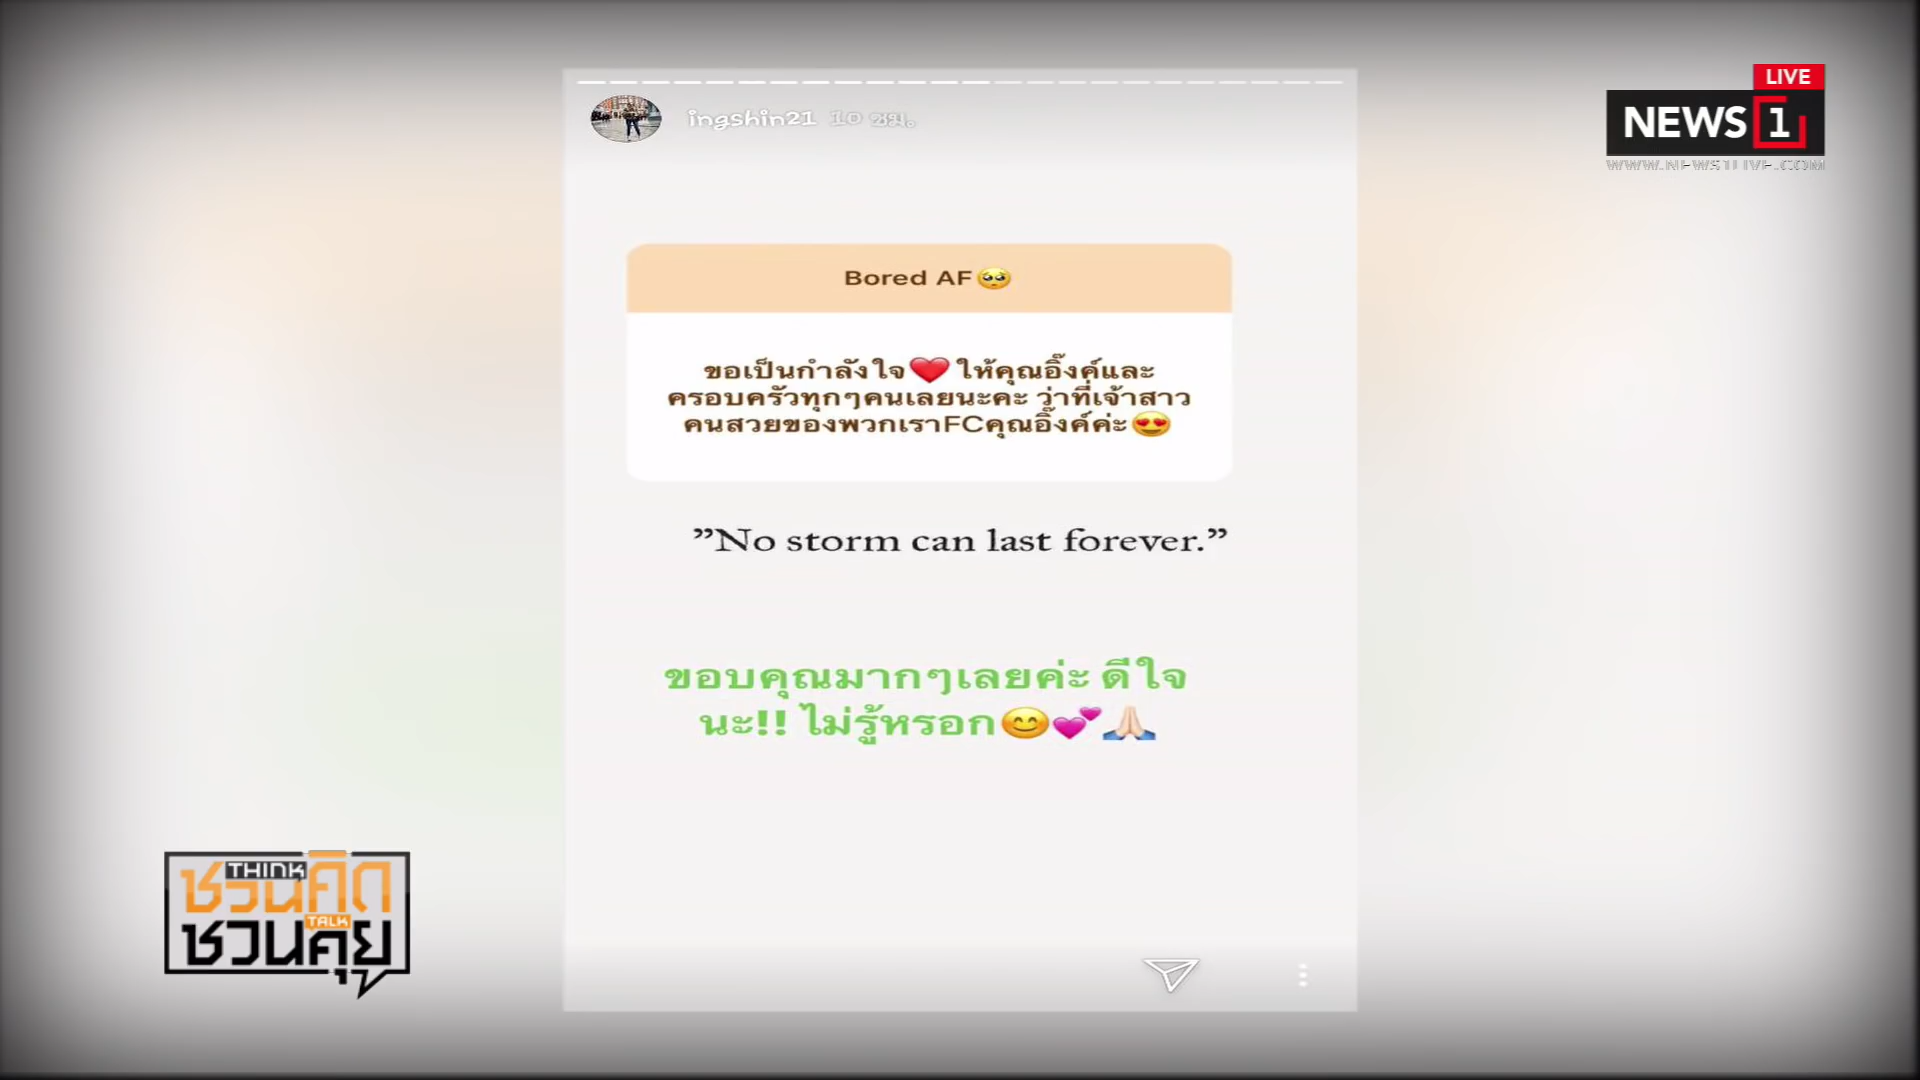 LIVE
NEWS 1
WWW.NEWS1LIVE.COM
ingshin21 10 ชม.
Bored AF🥺
ขอเป็นกำลังใจ❤️ ให้คุณอิ๊งค์และ
ครอบครัวทุกๆคนเลยนะคะ ว่าที่เจ้าสาว
คนสวยของพวกเราFCคุณอิ๊งค์ค่ะ😍
”No storm can last forever.”
ขอบคุณมากๆเลยค่ะ ดีใจ
นะ!! ไม่รู้หรอก😊💕🙏🏻
THINK
ชวนคิด
TALK
ชวนคุย